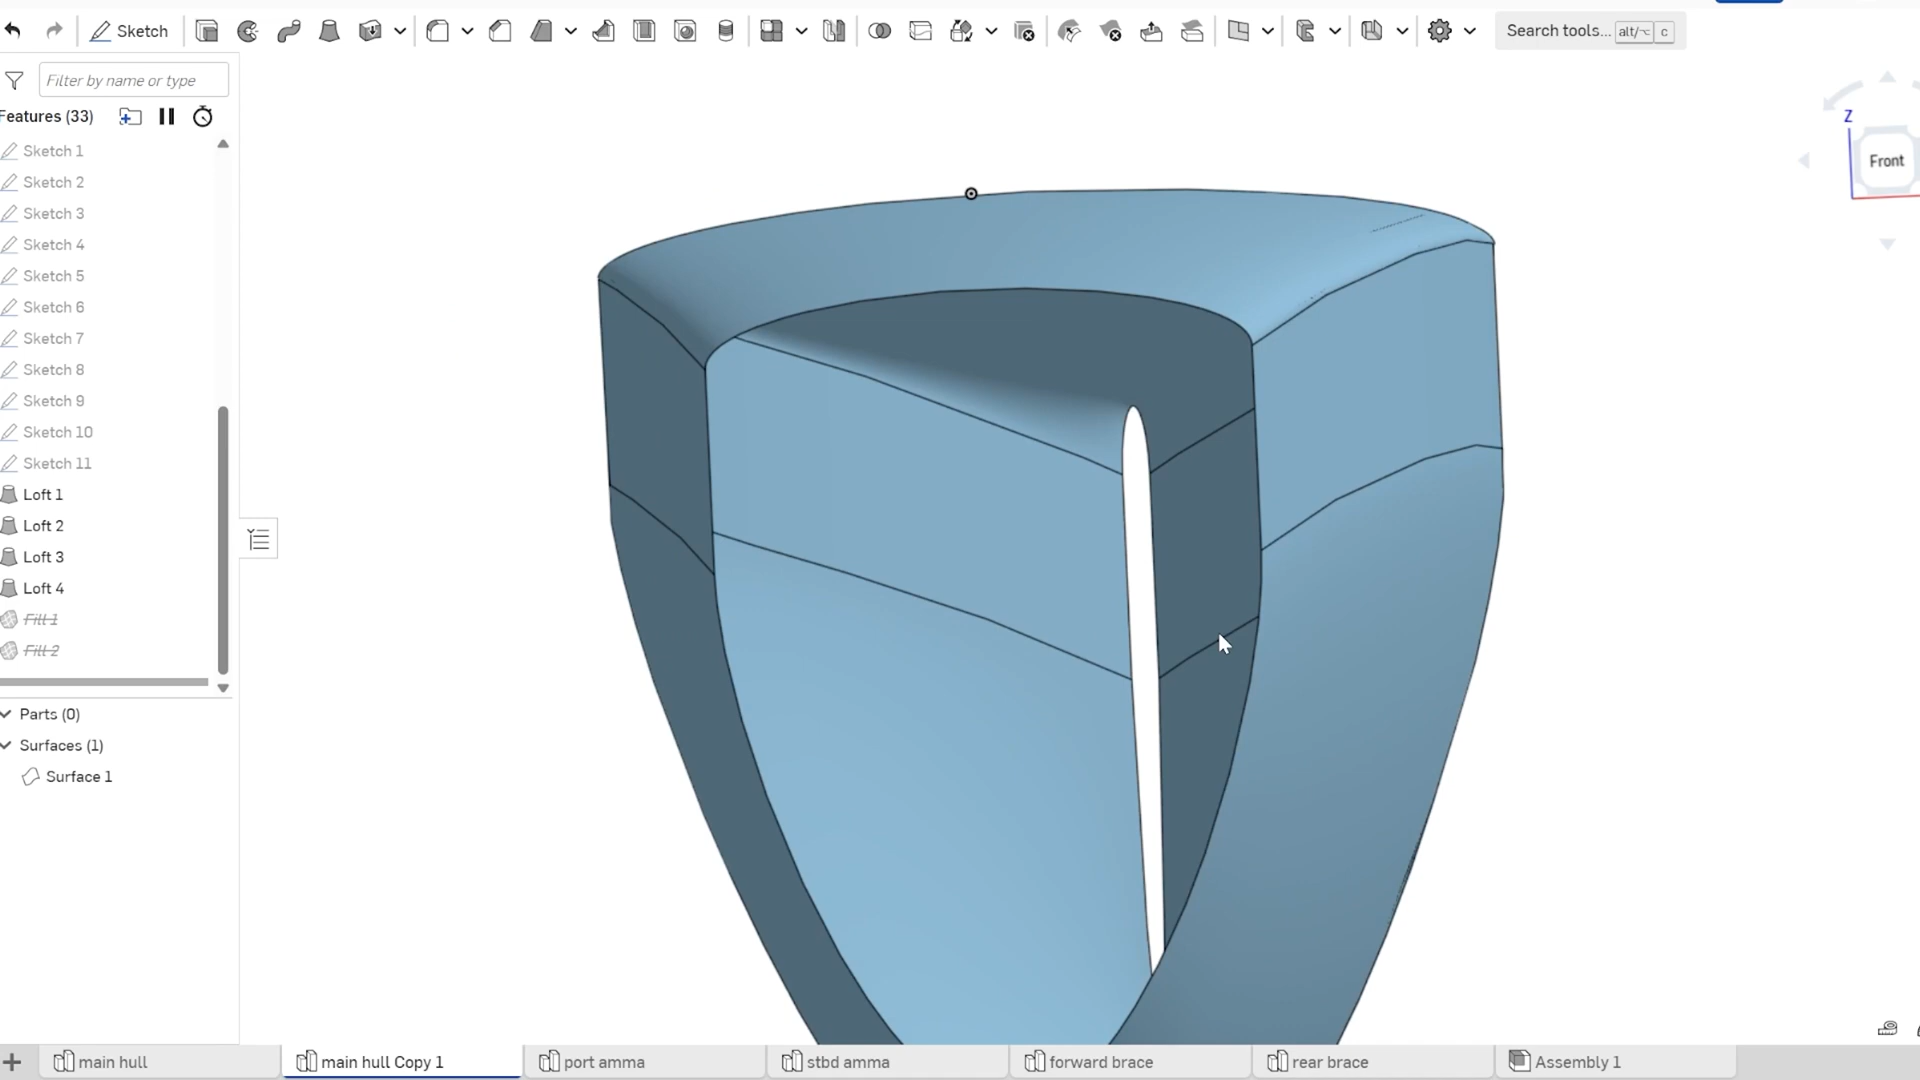 Sketch
Search tools... alt/⌥ c
Filter by name or type
Features (33)
Sketch 1
Sketch 2
Sketch 3
Sketch 4
Sketch 5
Sketch 6
Sketch 7
Sketch 8
Sketch 9
Sketch 10
Sketch 11
Loft 1
Loft 2
Loft 3
Loft 4
Fill 1
Fill 2
Parts (0)
Surfaces (1)
Surface 1
Z
Front
main hull
main hull Copy 1
port amma
stbd amma
forward brace
rear brace
Assembly 1